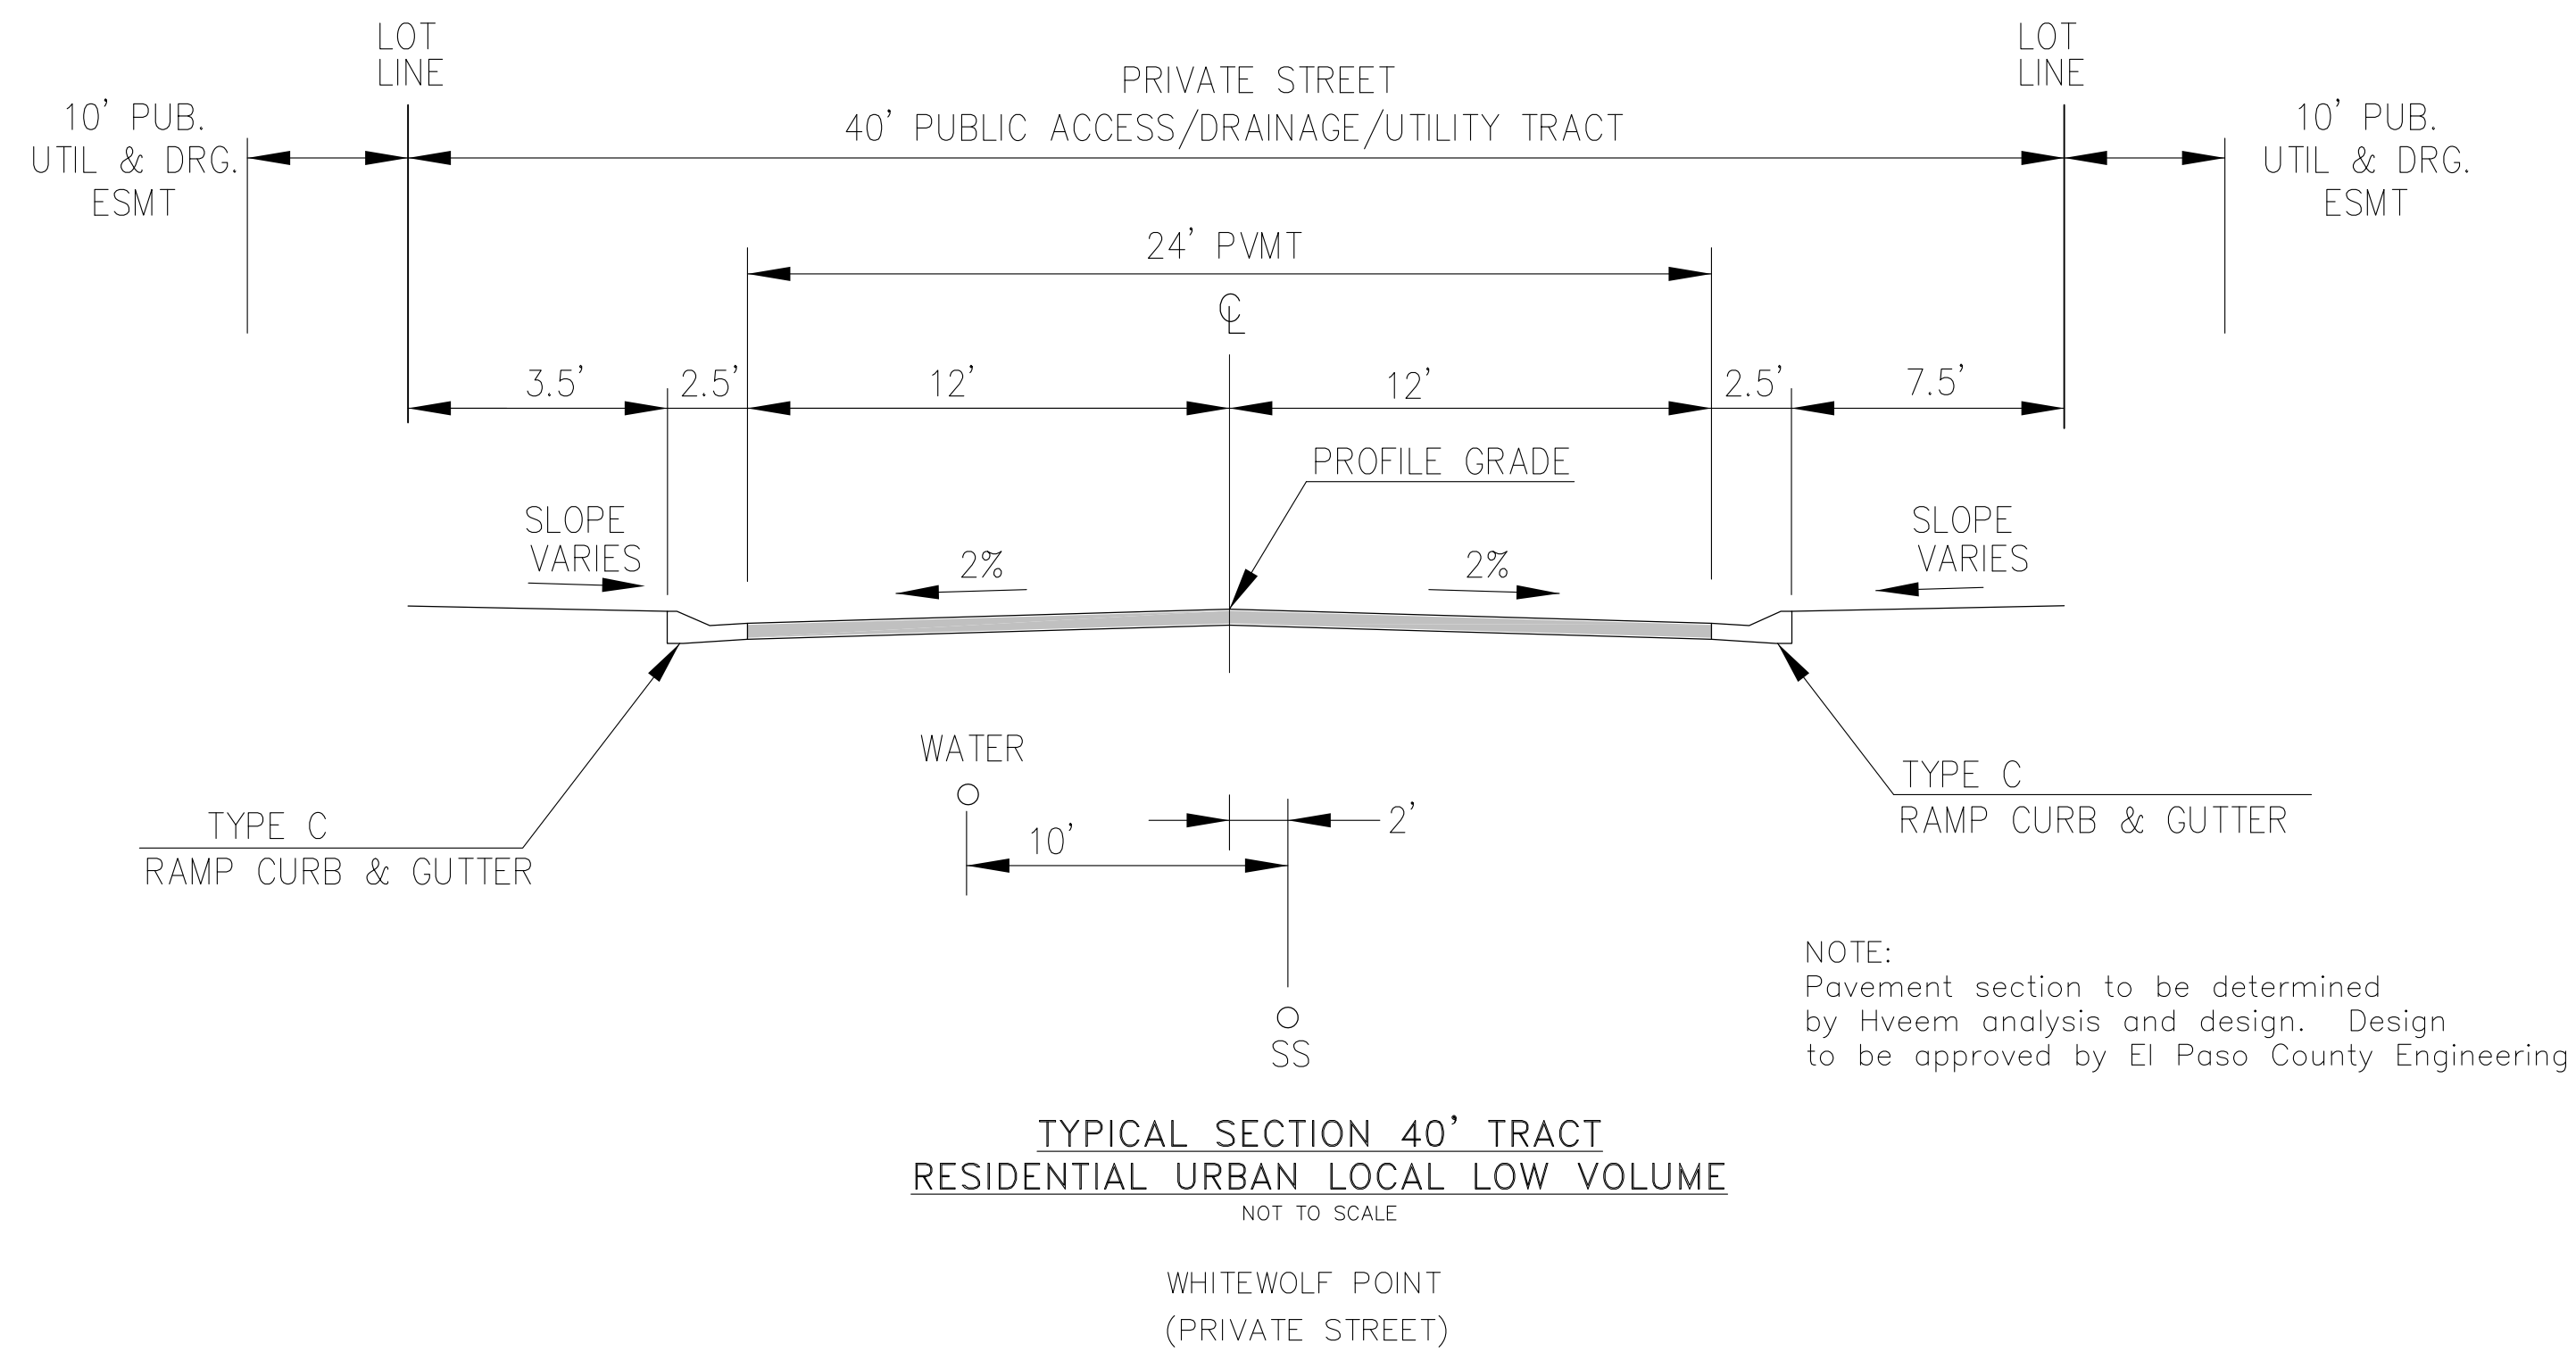 LOT
LINE
LOT
LINE
PRIVATE STREET
40' PUBLIC ACCESS/DRAINAGE/UTILITY TRACT
10' PUB.
UTIL & DRG.
ESMT
10' PUB.
UTIL & DRG.
ESMT
24' PVMT
℄
3.5'
2.5'
12'
12'
2.5'
7.5'
PROFILE GRADE
SLOPE
VARIES
2%
2%
SLOPE
VARIES
WATER
TYPE C
RAMP CURB & GUTTER
10'
2'
TYPE C
RAMP CURB & GUTTER
SS
NOTE:
Pavement section to be determined
by Hveem analysis and design. Design
to be approved by El Paso County Engineering
TYPICAL SECTION 40' TRACT
RESIDENTIAL URBAN LOCAL LOW VOLUME
NOT TO SCALE
WHITEWOLF POINT
(PRIVATE STREET)